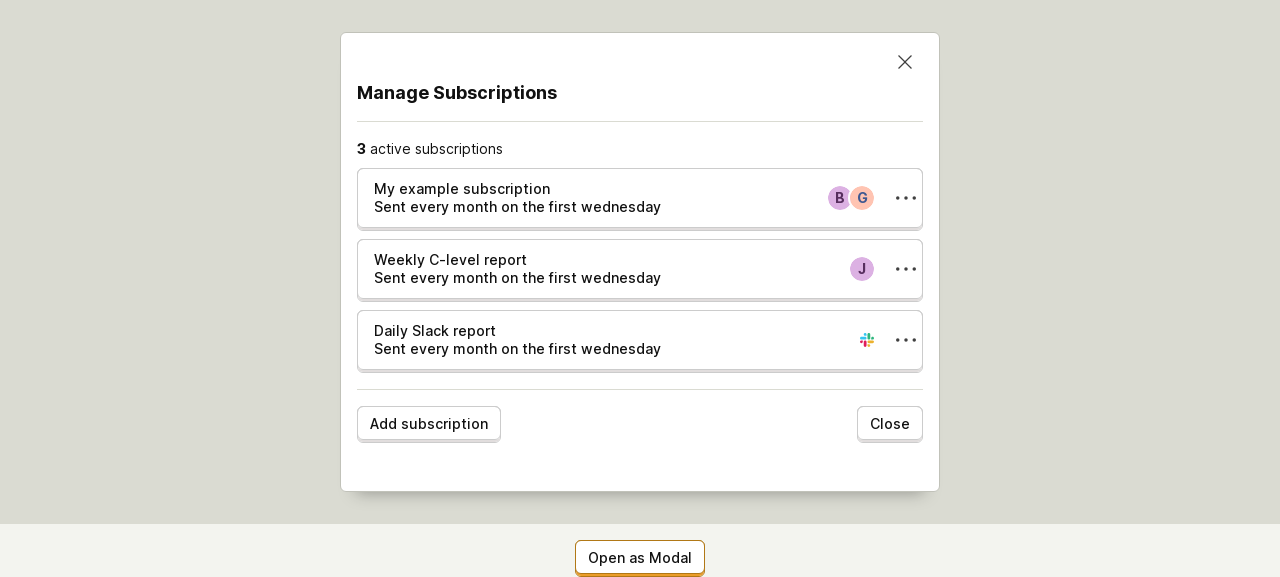 Manage Subscriptions
3 active subscriptions
My example subscription
Sent every month on the first wednesday
B G
Weekly C-level report
Sent every month on the first wednesday
J
Daily Slack report
Sent every month on the first wednesday
Add subscription
Close
Open as Modal